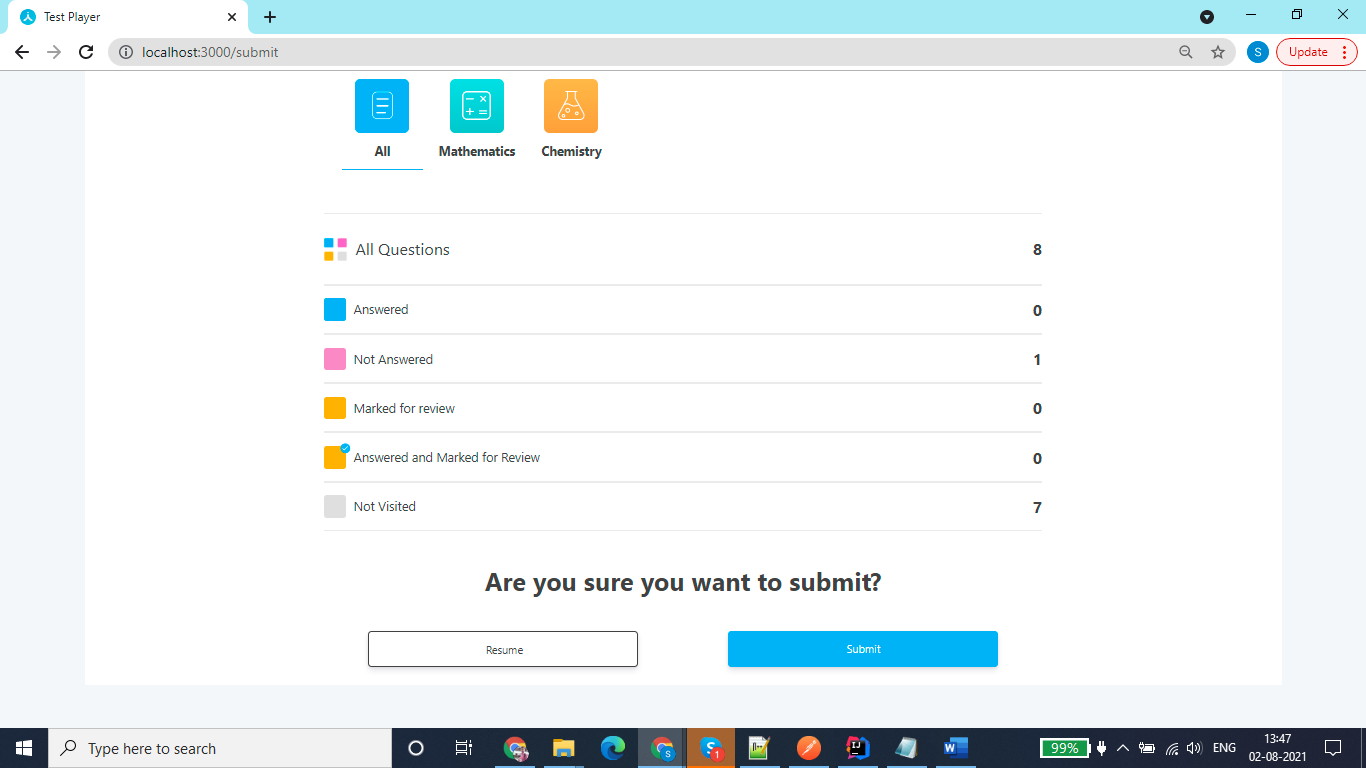 Test Player
localhost:3000/submit
S
Update
All
Mathematics
Chemistry
All Questions 8
Answered 0
Not Answered 1
Marked for review 0
Answered and Marked for Review 0
Not Visited 7
Are you sure you want to submit?
Resume
Submit
Type here to search
99%
ENG
13:47
02-08-2021